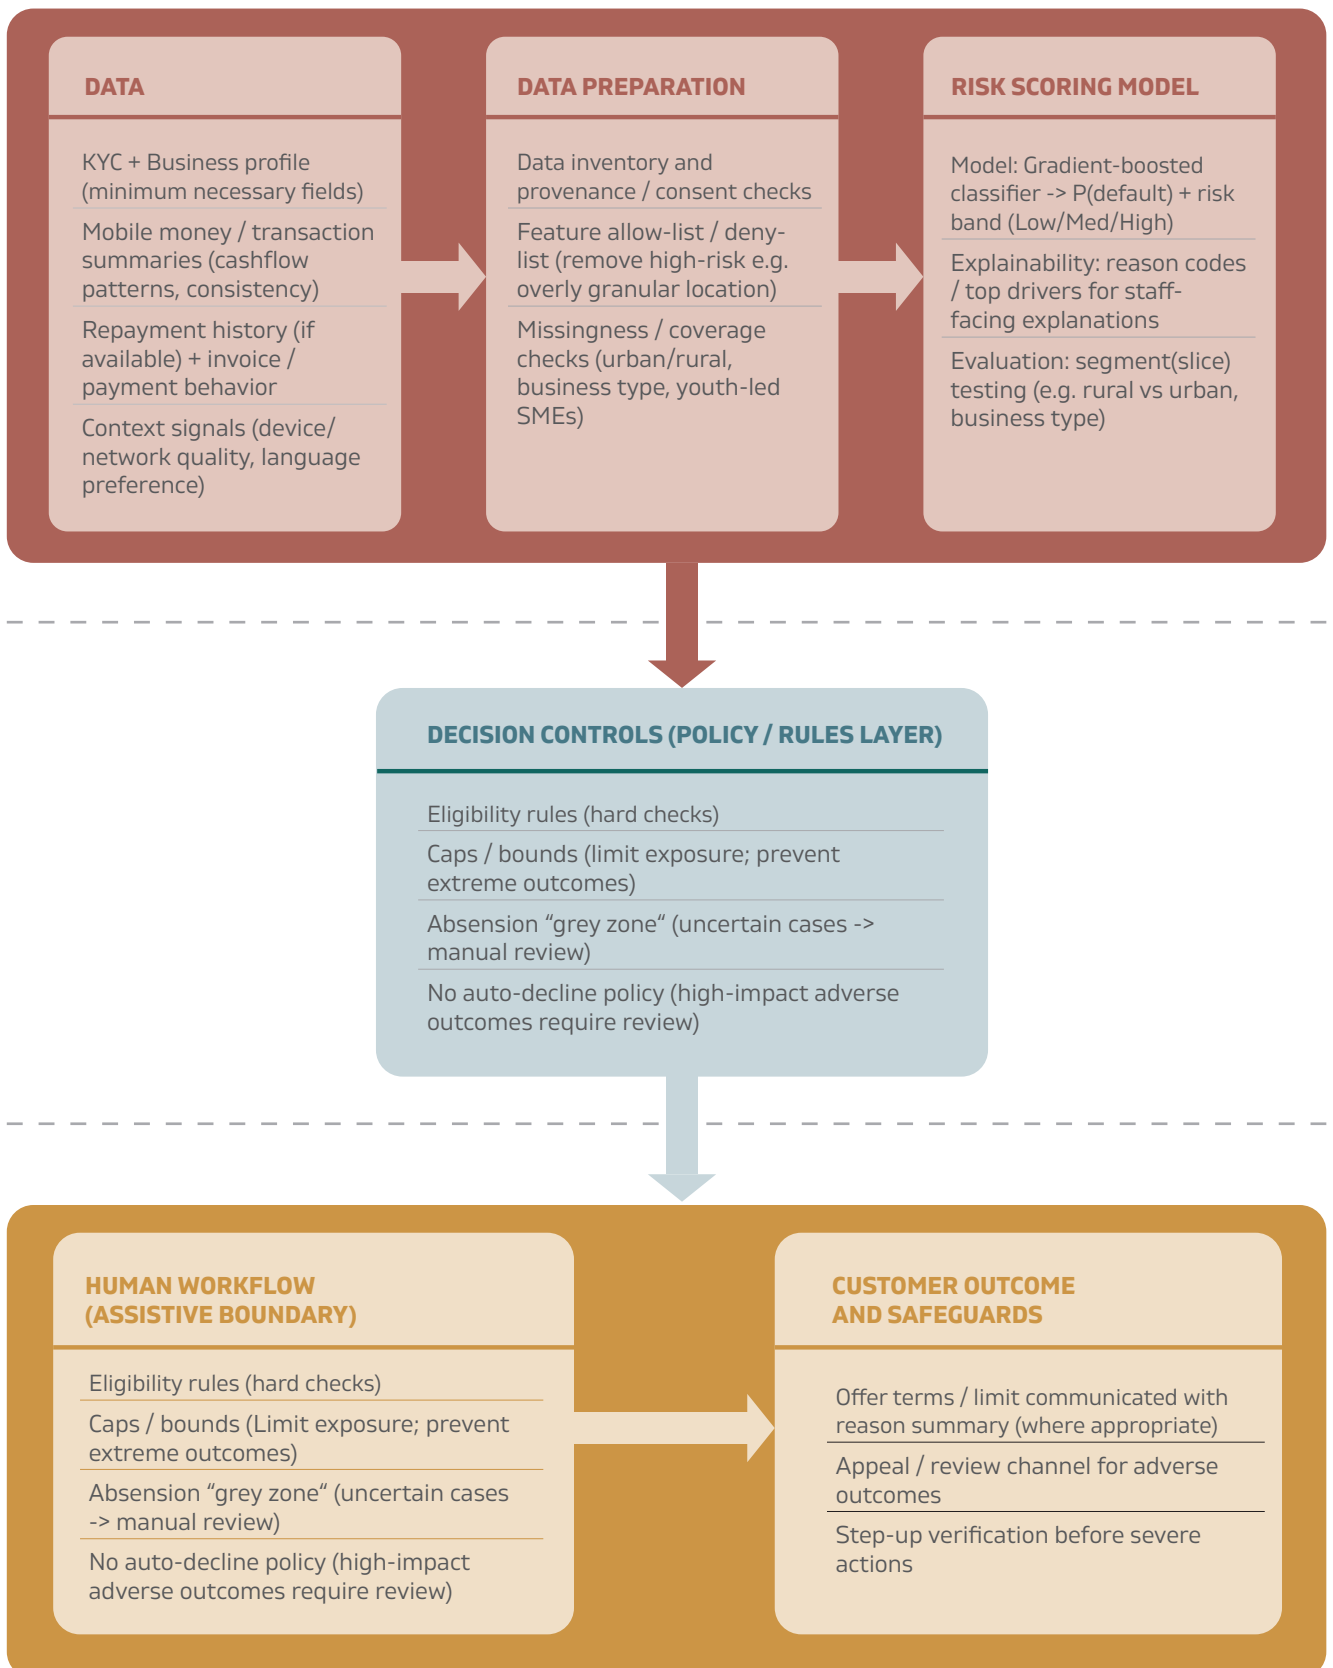 DATA
KYC + Business profile
(minimum necessary fields)
Mobile money / transaction
summaries (cashflow
patterns, consistency)
Repayment history (if
available) + invoice /
payment behavior
Context signals (device/
network quality, language
preference)
DATA PREPARATION
Data inventory and
provenance / consent checks
Feature allow-list / deny-
list (remove high-risk e.g.
overly granular location)
Missingness / coverage
checks (urban/rural,
business type, youth-led
SMEs)
RISK SCORING MODEL
Model: Gradient-boosted
classifier -> P(default) + risk
band (Low/Med/High)
Explainability: reason codes
/ top drivers for staff-
facing explanations
Evaluation: segment(slice)
testing (e.g. rural vs urban,
business type)
DECISION CONTROLS (POLICY / RULES LAYER)
Eligibility rules (hard checks)
Caps / bounds (limit exposure; prevent
extreme outcomes)
Absension “grey zone“ (uncertain cases ->
manual review)
No auto-decline policy (high-impact adverse
outcomes require review)
HUMAN WORKFLOW
(ASSISTIVE BOUNDARY)
Eligibility rules (hard checks)
Caps / bounds (Limit exposure; prevent
extreme outcomes)
Absension “grey zone“ (uncertain cases
-> manual review)
No auto-decline policy (high-impact
adverse outcomes require review)
CUSTOMER OUTCOME
AND SAFEGUARDS
Offer terms / limit communicated with
reason summary (where appropriate)
Appeal / review channel for adverse
outcomes
Step-up verification before severe
actions